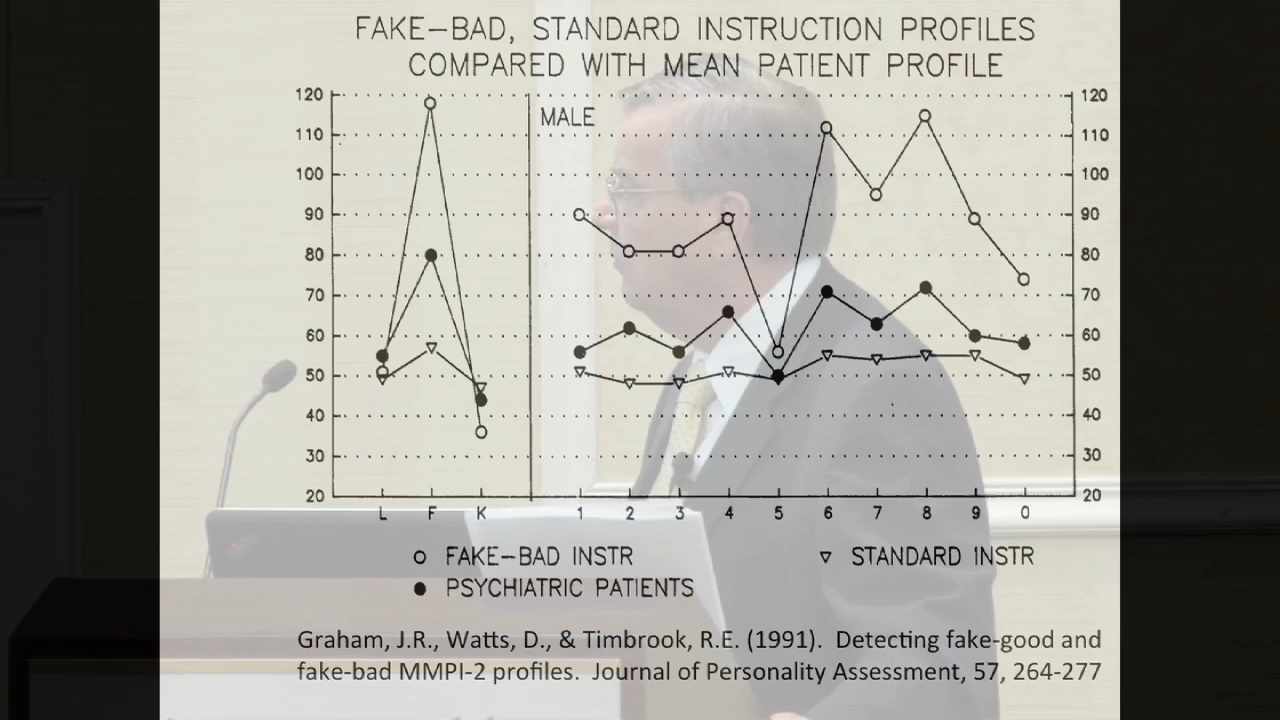 FAKE–BAD, STANDARD INSTRUCTION PROFILES
COMPARED WITH MEAN PATIENT PROFILE
120 120
MALE
110 110
100 100
90 90
80 80
70 70
60 60
50 50
40 40
30 30
20 20
L F K 1 2 3 4 5 6 7 8 9 0
FAKE–BAD INSTR STANDARD INSTR
PSYCHIATRIC PATIENTS
Graham, J.R., Watts, D., & Timbrook, R.E. (1991). Detecting fake-good and
fake-bad MMPI-2 profiles. Journal of Personality Assessment, 57, 264-277